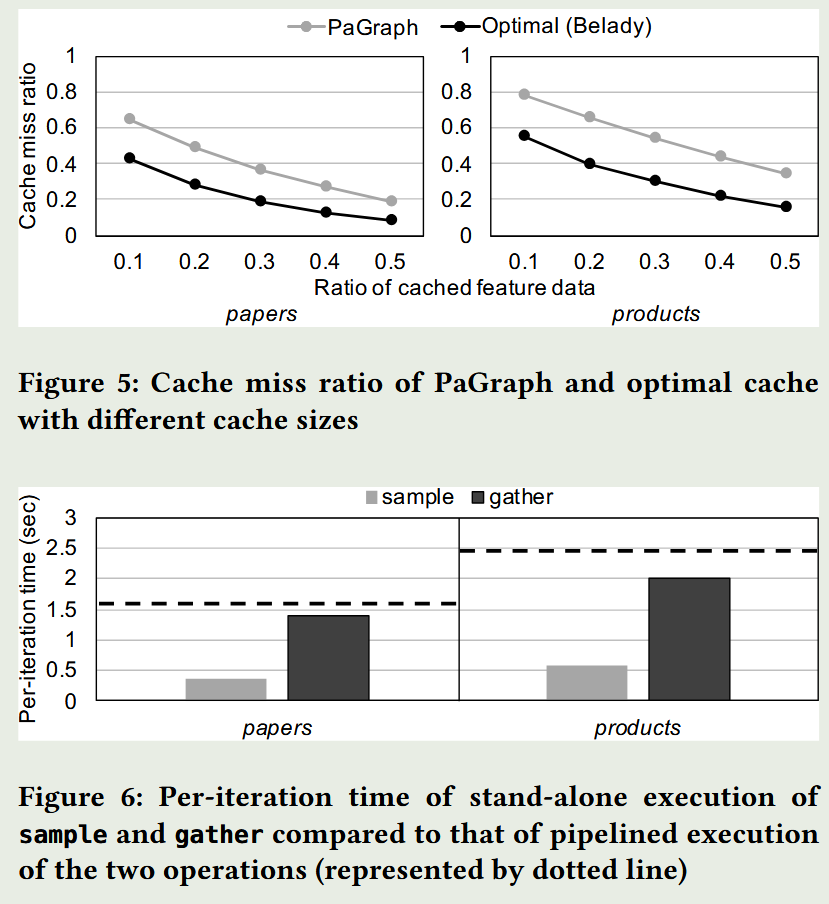 PaGraph Optimal (Belady)
Cache miss ratio
1
0.8
0.6
0.4
0.2
0
0.1 0.2 0.3 0.4 0.5
1
0.8
0.6
0.4
0.2
0
0.1 0.2 0.3 0.4 0.5
Ratio of cached feature data
papers products
Figure 5: Cache miss ratio of PaGraph and optimal cache
with different cache sizes
sample gather
Per-iteration time (sec)
3
2.5
2
1.5
1
0.5
0
papers products
Figure 6: Per-iteration time of stand-alone execution of
sample and gather compared to that of pipelined execution
of the two operations (represented by dotted line)